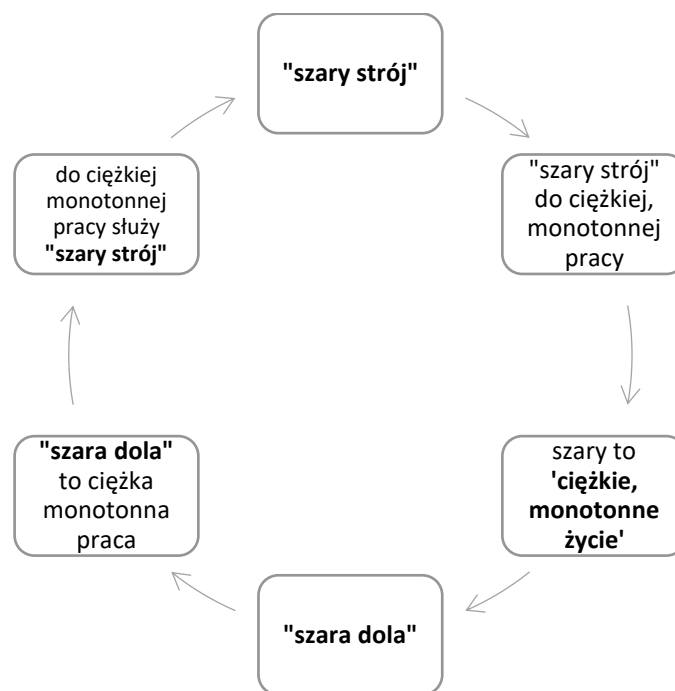 "szary strój"
"szary strój"
do ciężkiej,
monotonnej
pracy
szary to
'ciężkie,
monotonne
życie'
"szara dola"
"szara dola"
to ciężka
monotonna
praca
do ciężkiej
monotonnej
pracy służy
"szary strój"